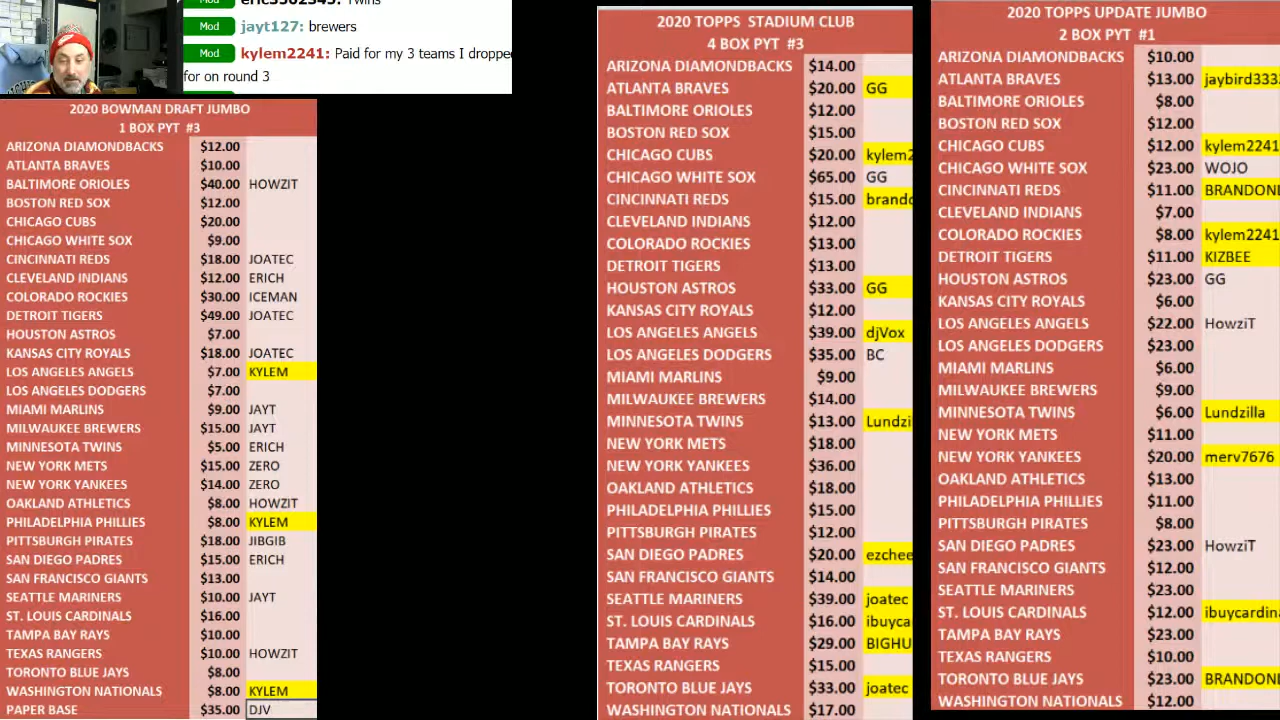 Mod jayt127: brewers
Mod kylem2241: Paid for my 3 teams I dropped
for on round 3
2020 BOWMAN DRAFT JUMBO
1 BOX PYT #3
ARIZONA DIAMONDBACKS $12.00
ATLANTA BRAVES $10.00
BALTIMORE ORIOLES $40.00 HOWZIT
BOSTON RED SOX $12.00
CHICAGO CUBS $20.00
CHICAGO WHITE SOX $9.00
CINCINNATI REDS $18.00 JOATEC
CLEVELAND INDIANS $12.00 ERICH
COLORADO ROCKIES $30.00 ICEMAN
DETROIT TIGERS $49.00 JOATEC
HOUSTON ASTROS $7.00
KANSAS CITY ROYALS $18.00 JOATEC
LOS ANGELES ANGELS $7.00 KYLEM
LOS ANGELES DODGERS $7.00
MIAMI MARLINS $9.00 JAYT
MILWAUKEE BREWERS $15.00 JAYT
MINNESOTA TWINS $5.00 ERICH
NEW YORK METS $15.00 ZERO
NEW YORK YANKEES $14.00 ZERO
OAKLAND ATHLETICS $8.00 HOWZIT
PHILADELPHIA PHILLIES $8.00 KYLEM
PITTSBURGH PIRATES $18.00 JIBGIB
SAN DIEGO PADRES $15.00 ERICH
SAN FRANCISCO GIANTS $13.00
SEATTLE MARINERS $10.00 JAYT
ST. LOUIS CARDINALS $16.00
TAMPA BAY RAYS $10.00
TEXAS RANGERS $10.00 HOWZIT
TORONTO BLUE JAYS $8.00
WASHINGTON NATIONALS $8.00 KYLEM
PAPER BASE $35.00 DJV
2020 TOPPS STADIUM CLUB
4 BOX PYT #3
ARIZONA DIAMONDBACKS $14.00
ATLANTA BRAVES $20.00 GG
BALTIMORE ORIOLES $12.00
BOSTON RED SOX $15.00
CHICAGO CUBS $20.00 kylem2
CHICAGO WHITE SOX $65.00 GG
CINCINNATI REDS $15.00 brando
CLEVELAND INDIANS $12.00
COLORADO ROCKIES $13.00
DETROIT TIGERS $13.00
HOUSTON ASTROS $33.00 GG
KANSAS CITY ROYALS $12.00
LOS ANGELES ANGELS $39.00 djVox
LOS ANGELES DODGERS $35.00 BC
MIAMI MARLINS $9.00
MILWAUKEE BREWERS $14.00
MINNESOTA TWINS $13.00 Lundzi
NEW YORK METS $18.00
NEW YORK YANKEES $36.00
OAKLAND ATHLETICS $18.00
PHILADELPHIA PHILLIES $15.00
PITTSBURGH PIRATES $12.00
SAN DIEGO PADRES $20.00 ezchee
SAN FRANCISCO GIANTS $14.00
SEATTLE MARINERS $39.00 joatec
ST. LOUIS CARDINALS $16.00 ibuyca
TAMPA BAY RAYS $29.00 BIGHU
TEXAS RANGERS $15.00
TORONTO BLUE JAYS $33.00 joatec
WASHINGTON NATIONALS $17.00
2020 TOPPS UPDATE JUMBO
2 BOX PYT #1
ARIZONA DIAMONDBACKS $10.00
ATLANTA BRAVES $13.00 jaybird333
BALTIMORE ORIOLES $8.00
BOSTON RED SOX $12.00
CHICAGO CUBS $12.00 kylem2241
CHICAGO WHITE SOX $23.00 WOJO
CINCINNATI REDS $11.00 BRANDON
CLEVELAND INDIANS $7.00
COLORADO ROCKIES $8.00 kylem2241
DETROIT TIGERS $11.00 KIZBEE
HOUSTON ASTROS $23.00 GG
KANSAS CITY ROYALS $6.00
LOS ANGELES ANGELS $22.00 HowziT
LOS ANGELES DODGERS $23.00
MIAMI MARLINS $6.00
MILWAUKEE BREWERS $9.00
MINNESOTA TWINS $6.00 Lundzilla
NEW YORK METS $11.00
NEW YORK YANKEES $20.00 merv7676
OAKLAND ATHLETICS $13.00
PHILADELPHIA PHILLIES $11.00
PITTSBURGH PIRATES $8.00
SAN DIEGO PADRES $23.00 HowziT
SAN FRANCISCO GIANTS $12.00
SEATTLE MARINERS $23.00
ST. LOUIS CARDINALS $12.00 ibuycardin
TAMPA BAY RAYS $23.00
TEXAS RANGERS $10.00
TORONTO BLUE JAYS $23.00 BRANDON
WASHINGTON NATIONALS $12.00